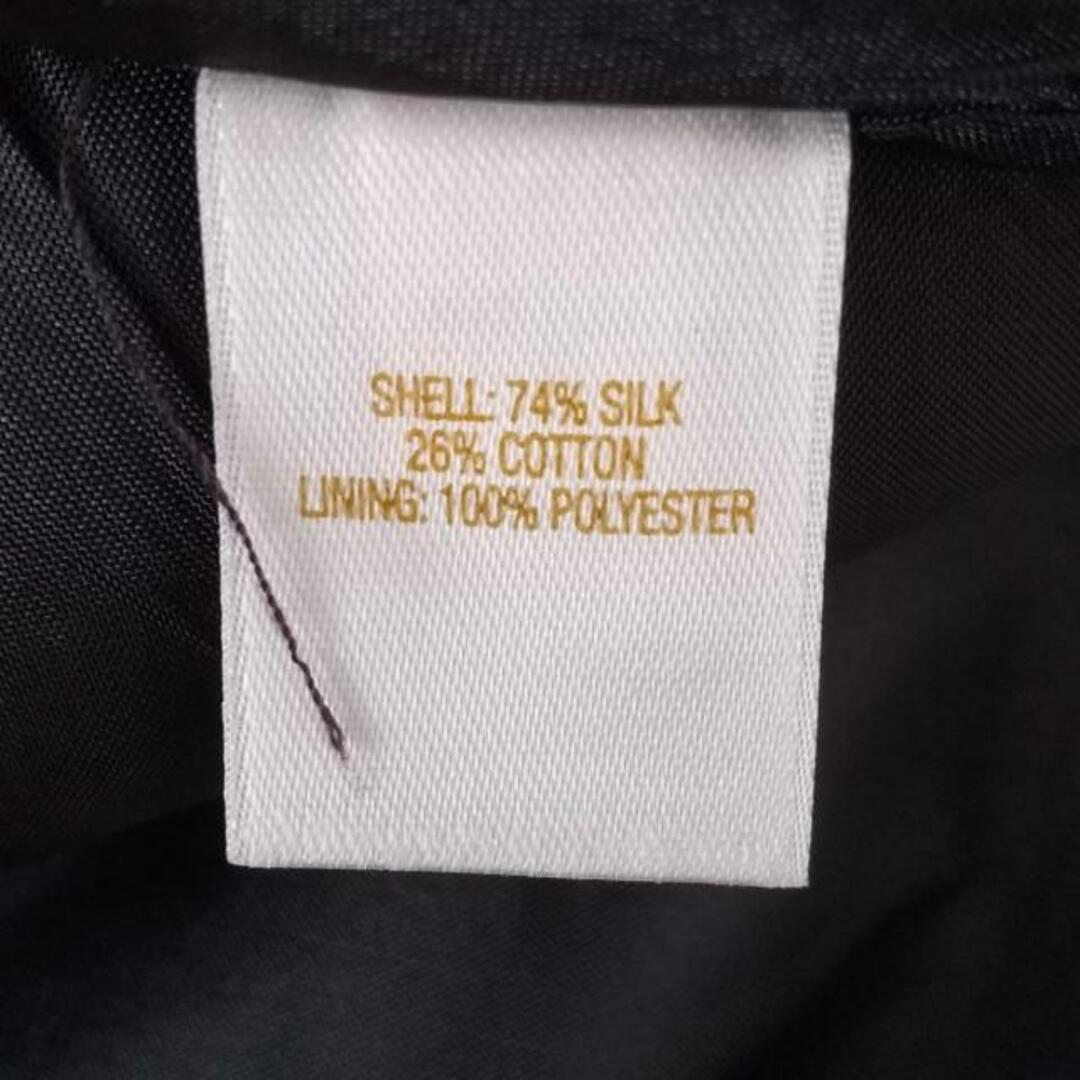 SHELL: 74% SILK
26% COTTON
LINING: 100% POLYESTER